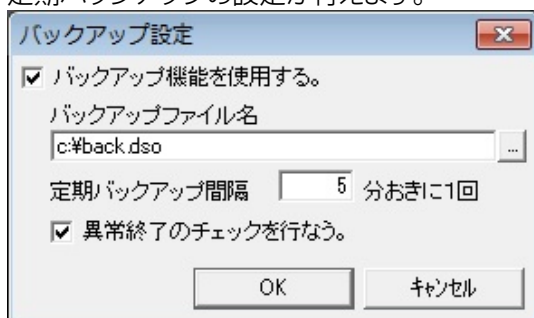 定期バックアップの設定が行えます。
バックアップ設定
バックアップ機能を使用する。
バックアップファイル名
c:¥back.dso
...
定期バックアップ間隔 5 分おきに1回
異常終了のチェックを行なう。
OK キャンセル